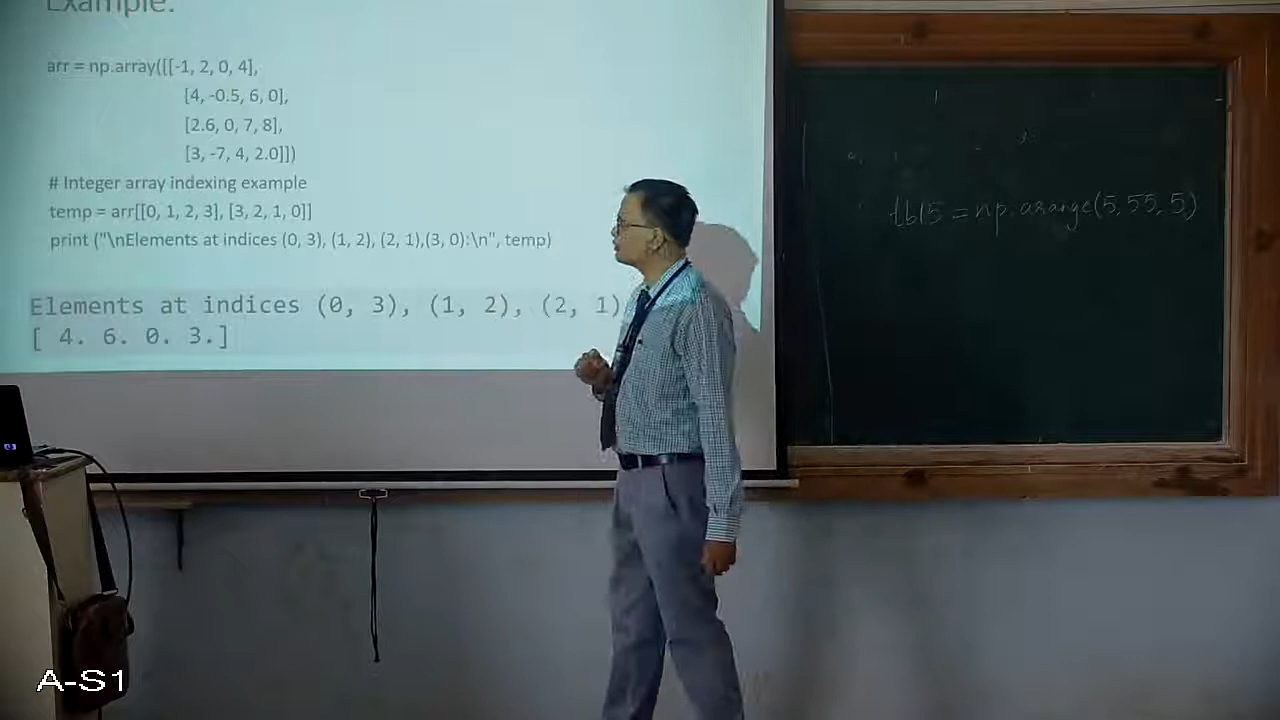 Example:
arr = np.array([[-1, 2, 0, 4],
[4, -0.5, 6, 0],
[2.6, 0, 7, 8],
[3, -7, 4, 2.0]])
# Integer array indexing example
temp = arr[[0, 1, 2, 3], [3, 2, 1, 0]]
print ("\nElements at indices (0, 3), (1, 2), (2, 1),(3, 0):\n", temp)
Elements at indices (0, 3), (1, 2), (2, 1)
[ 4. 6. 0. 3.]
tbl5 = np.arange(5, 55, 5)
A-S1